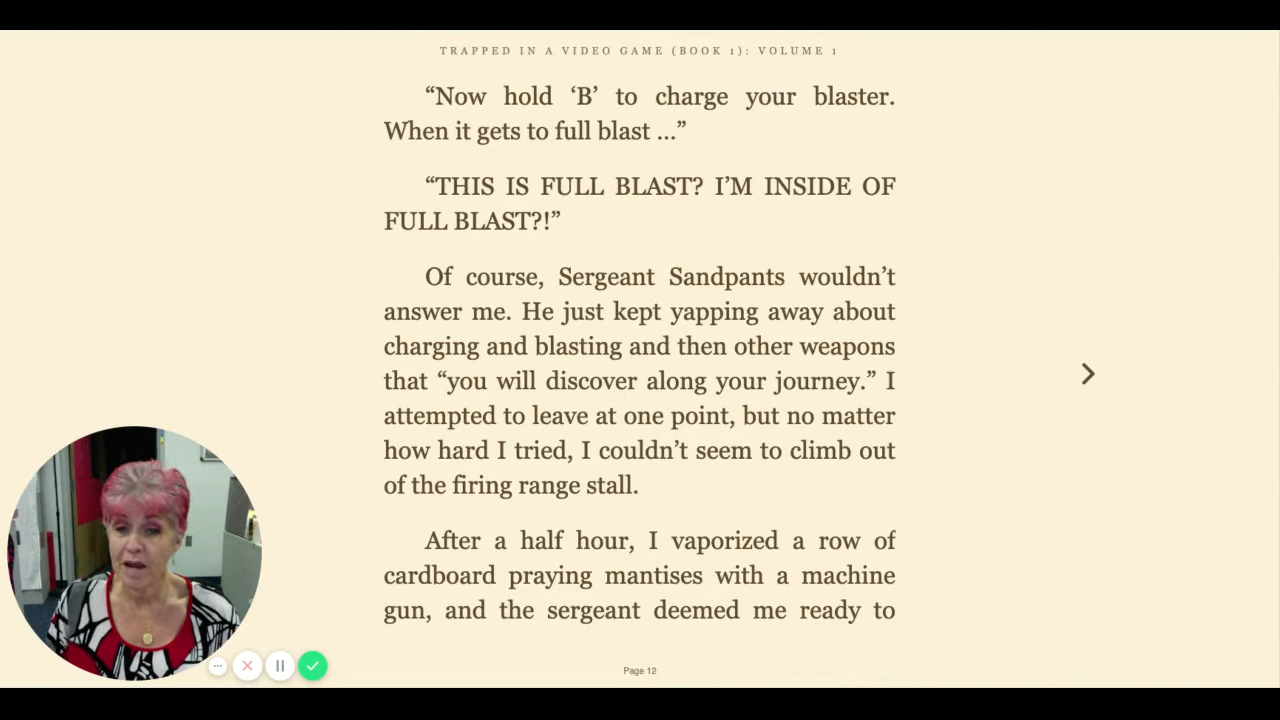 TRAPPED IN A VIDEO GAME (BOOK 1): VOLUME 1
“Now hold ‘B’ to charge your blaster.
When it gets to full blast ...”
“THIS IS FULL BLAST? I’M INSIDE OF
FULL BLAST?!”
Of course, Sergeant Sandpants wouldn’t
answer me. He just kept yapping away about
charging and blasting and then other weapons
that “you will discover along your journey.” I
attempted to leave at one point, but no matter
how hard I tried, I couldn’t seem to climb out
of the firing range stall.
After a half hour, I vaporized a row of
cardboard praying mantises with a machine
gun, and the sergeant deemed me ready to
Page 12